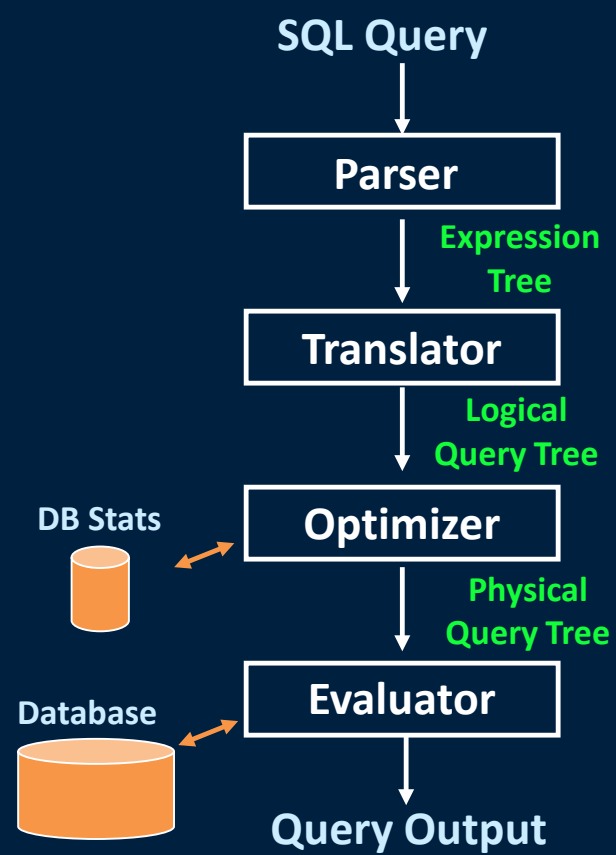 SQL Query
Parser
Expression
Tree
Translator
Logical
Query Tree
DB Stats
Optimizer
Physical
Query Tree
Database
Evaluator
Query Output